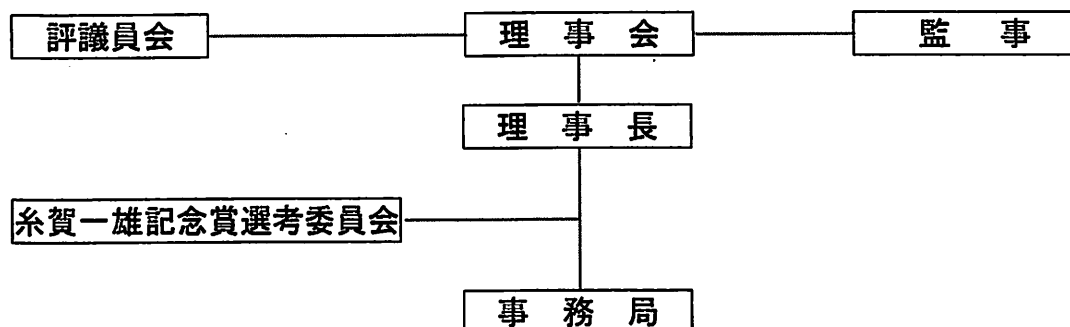 評議員会
理事会
監事
理事長
糸賀一雄記念賞選考委員会
事務局